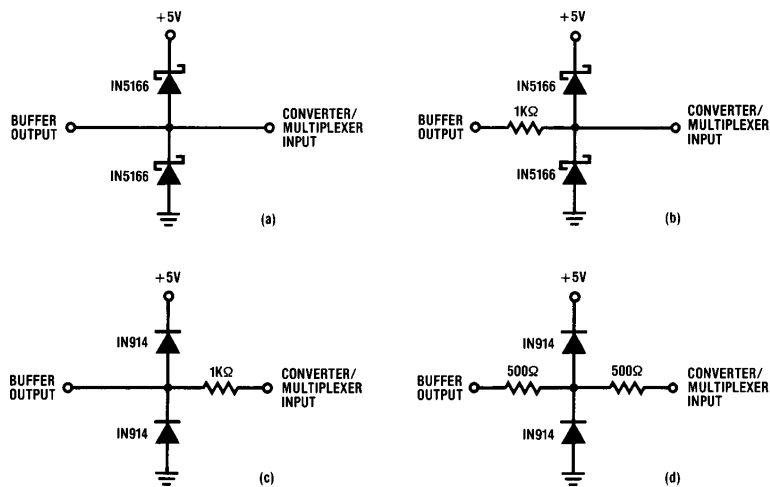 +5V
IN5166
BUFFER
OUTPUT
CONVERTER/
MULTIPLEXER
INPUT
IN5166
(a)
+5V
IN5166
BUFFER
OUTPUT
1KΩ
CONVERTER/
MULTIPLEXER
INPUT
IN5166
(b)
+5V
IN914
BUFFER
OUTPUT
1KΩ
CONVERTER/
MULTIPLEXER
INPUT
IN914
(c)
+5V
IN914
BUFFER
OUTPUT
500Ω
500Ω
CONVERTER/
MULTIPLEXER
INPUT
IN914
(d)